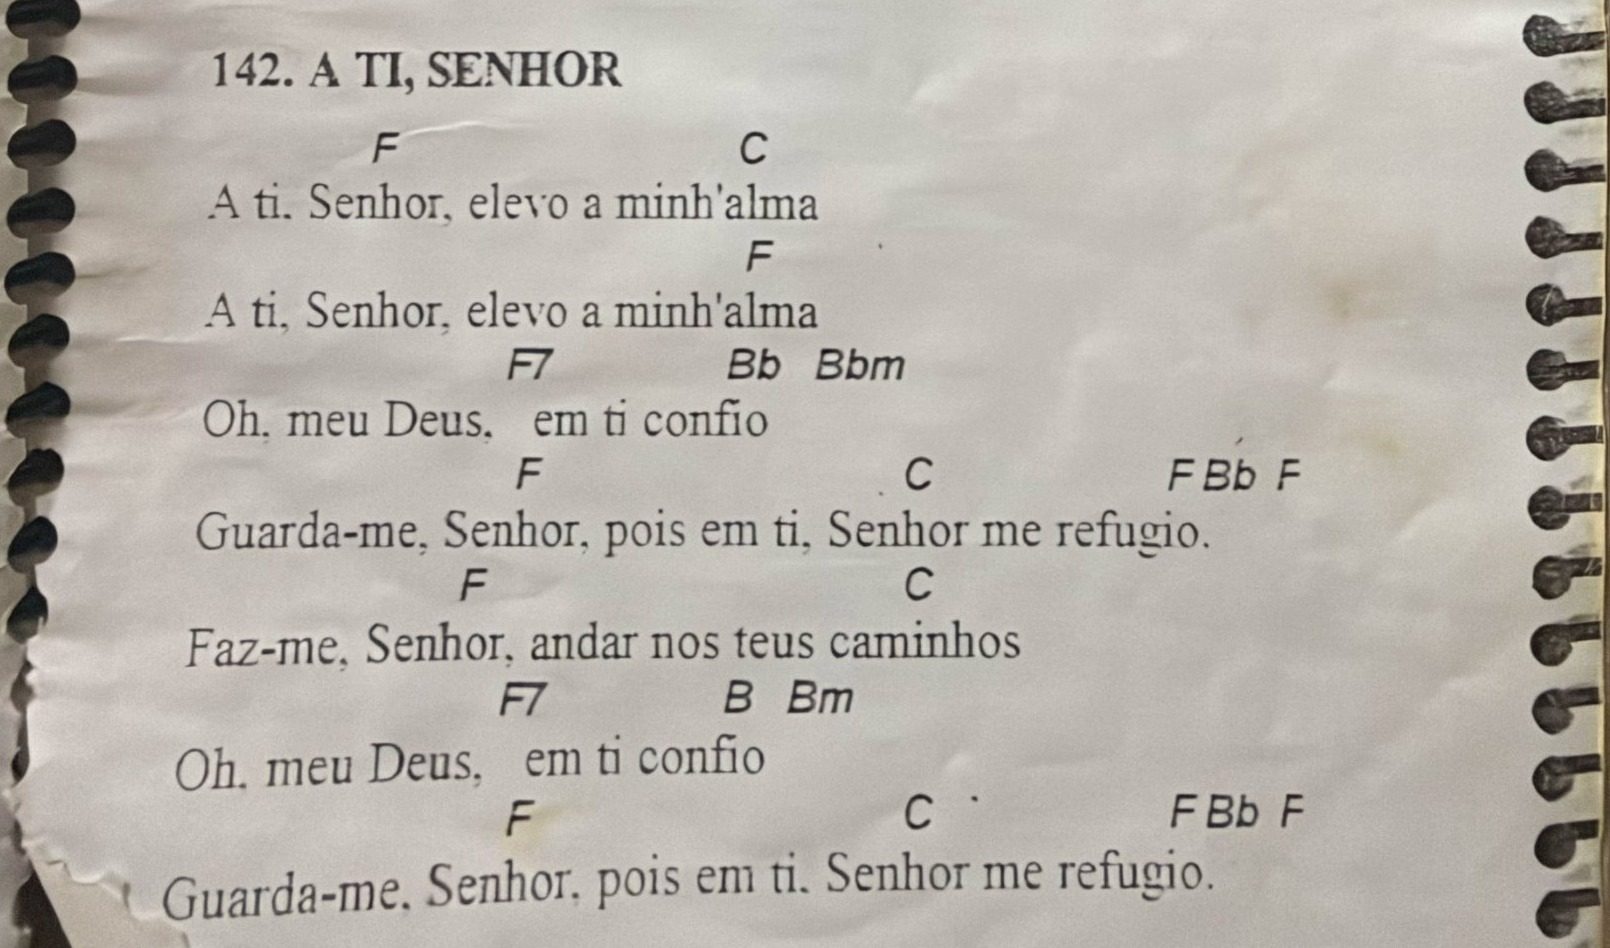 142. A TI, SENHOR
F C
A ti. Senhor, elevo a minh'alma
F
A ti, Senhor, elevo a minh'alma
F7 Bb Bbm
Oh. meu Deus. em ti confio
F C F Bb F
Guarda-me, Senhor, pois em ti, Senhor me refugio.
F C
Faz-me, Senhor, andar nos teus caminhos
F7 B Bm
Oh. meu Deus, em ti confio
F C F Bb F
Guarda-me. Senhor. pois em ti. Senhor me refugio.